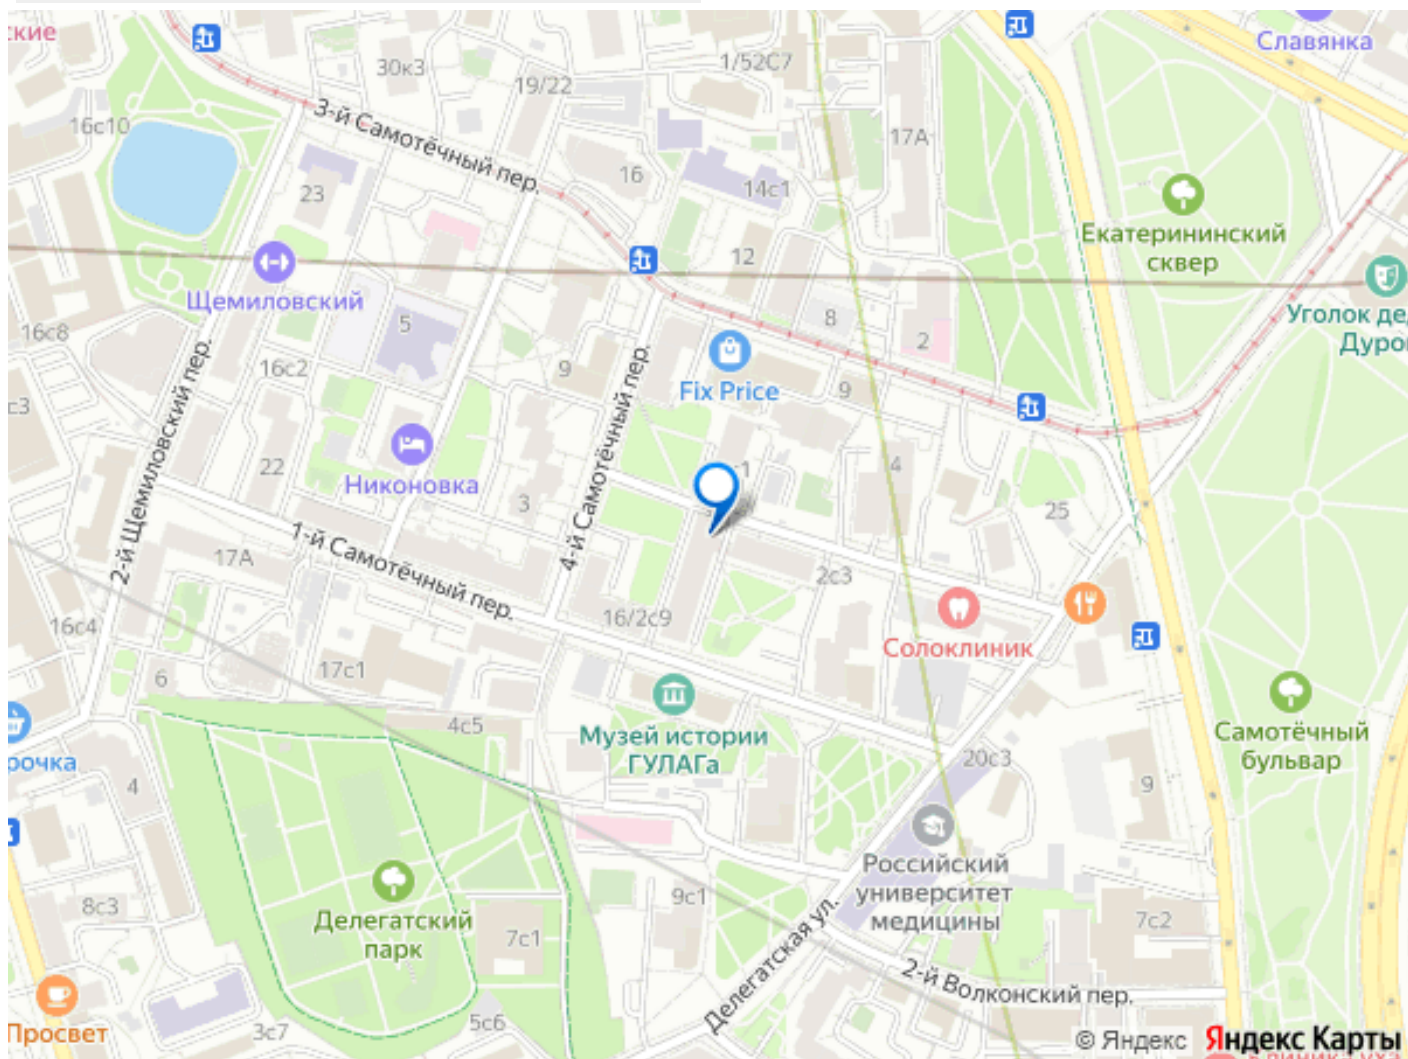 ские
Славянка
30к3
1/52С7
19/22
16с10
3-й Самотёчный пер.
17А
16
14с1
23
Екатерининский
сквер
12
Щемиловский
Уголок де
Дуро
16с8
5
8
2
2-й Щемиловский пер.
16с2
9
4-й Самотёчный пер.
Fix Price
9
с3
22
Никоновка
3
4
25
1-й Самотёчный пер.
17А
2с3
16/2с9
16с4
Солоклиник
17с1
6
4с5
Музей истории
ГУЛАГа
Самотёчный
бульвар
рочка
4
20с3
9
Российский
университет
медицины
8с3
Делегатский
парк
9с1
7с1
7с2
Делегатская ул.
2-й Волконский пер.
Просвет
3с7
5с6
© Яндекс Яндекс Карты